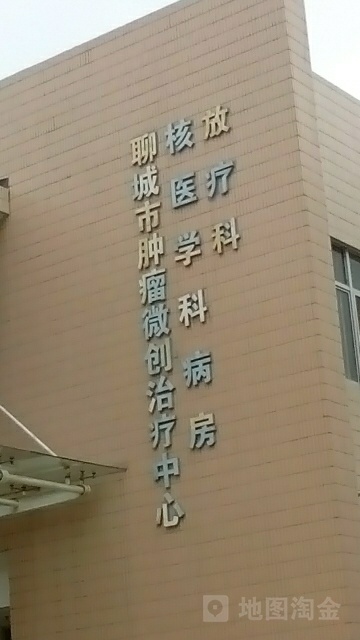 放疗科
核医学科病房
聊城市肿瘤微创治疗中心
地图淘金